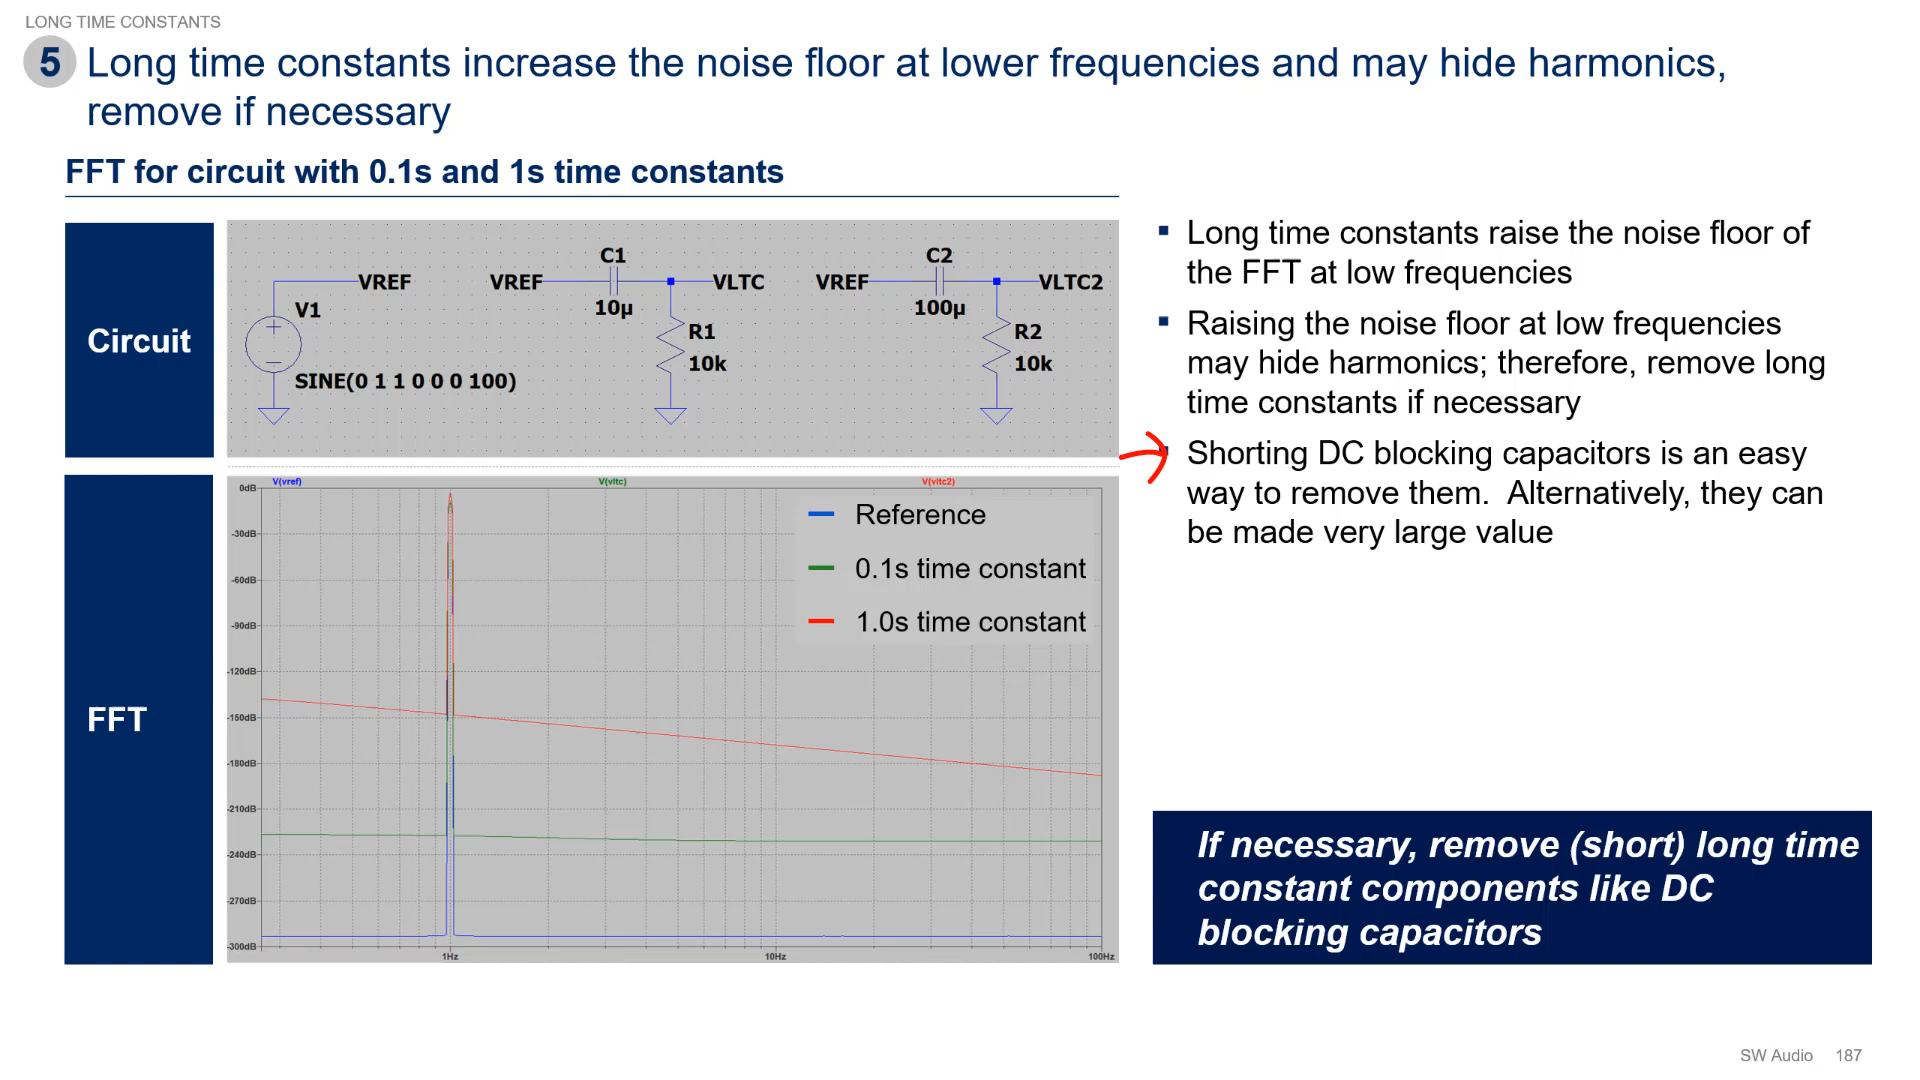 LONG TIME CONSTANTS
5 Long time constants increase the noise floor at lower frequencies and may hide harmonics,
remove if necessary
FFT for circuit with 0.1s and 1s time constants
Circuit
VREF
V1
SINE(0 1 1 0 0 0 100)
VREF
C1
10µ
VLTC
R1
10k
VREF
C2
100µ
VLTC2
R2
10k
FFT
V(vref)
V(vltc)
V(vltc2)
0dB
-30dB
-60dB
-90dB
-120dB
-150dB
-180dB
-210dB
-240dB
-270dB
-300dB
1Hz
10Hz
100Hz
Reference
0.1s time constant
1.0s time constant
Long time constants raise the noise floor of
the FFT at low frequencies
Raising the noise floor at low frequencies
may hide harmonics; therefore, remove long
time constants if necessary
Shorting DC blocking capacitors is an easy
way to remove them. Alternatively, they can
be made very large value
If necessary, remove (short) long time
constant components like DC
blocking capacitors
SW Audio 187